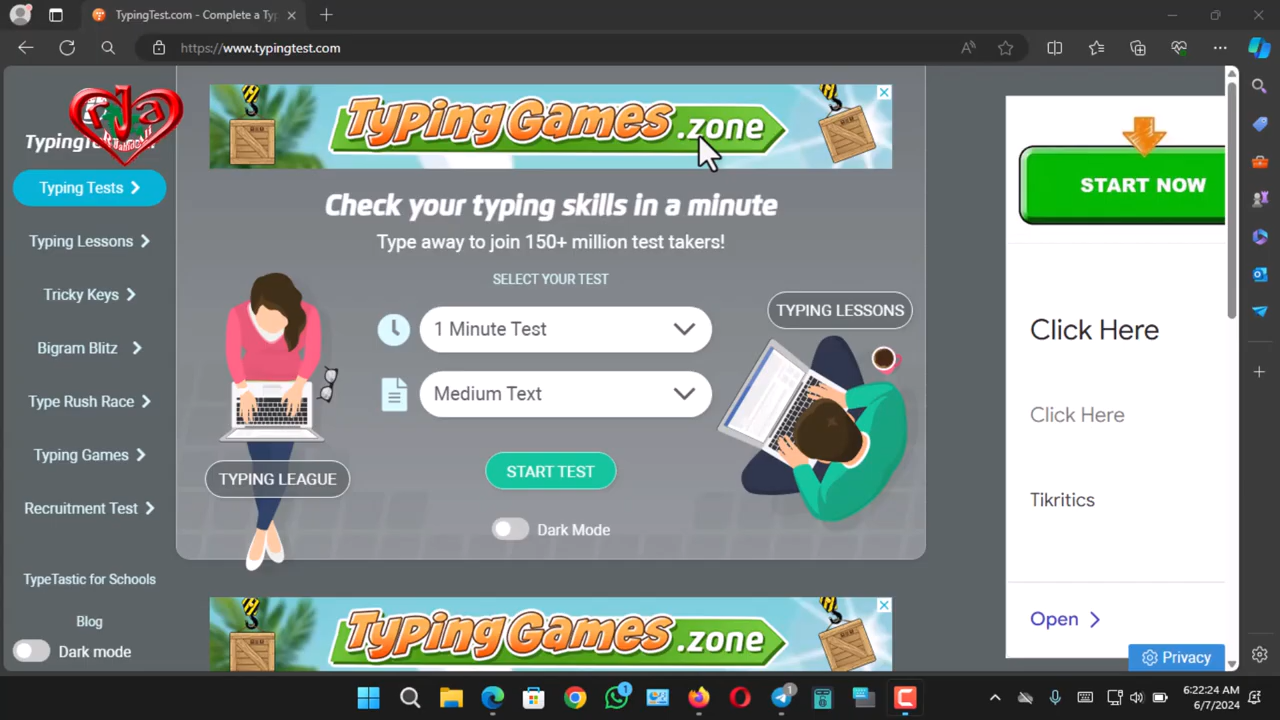 TypingTest.com - Complete a Ty
https://www.typingtest.com
TypingTe
rja
Typing Tests
Typing Lessons
Tricky Keys
Bigram Blitz
Type Rush Race
Typing Games
Recruitment Test
TypeTastic for Schools
Blog
Dark mode
TypingGames.zone
Check your typing skills in a minute
Type away to join 150+ million test takers!
SELECT YOUR TEST
1 Minute Test
Medium Text
TYPING LESSONS
TYPING LEAGUE
START TEST
Dark Mode
TypingGames.zone
START NOW
Click Here
Click Here
Tikritics
Open
Privacy
1
1
6:22:24 AM
6/7/2024